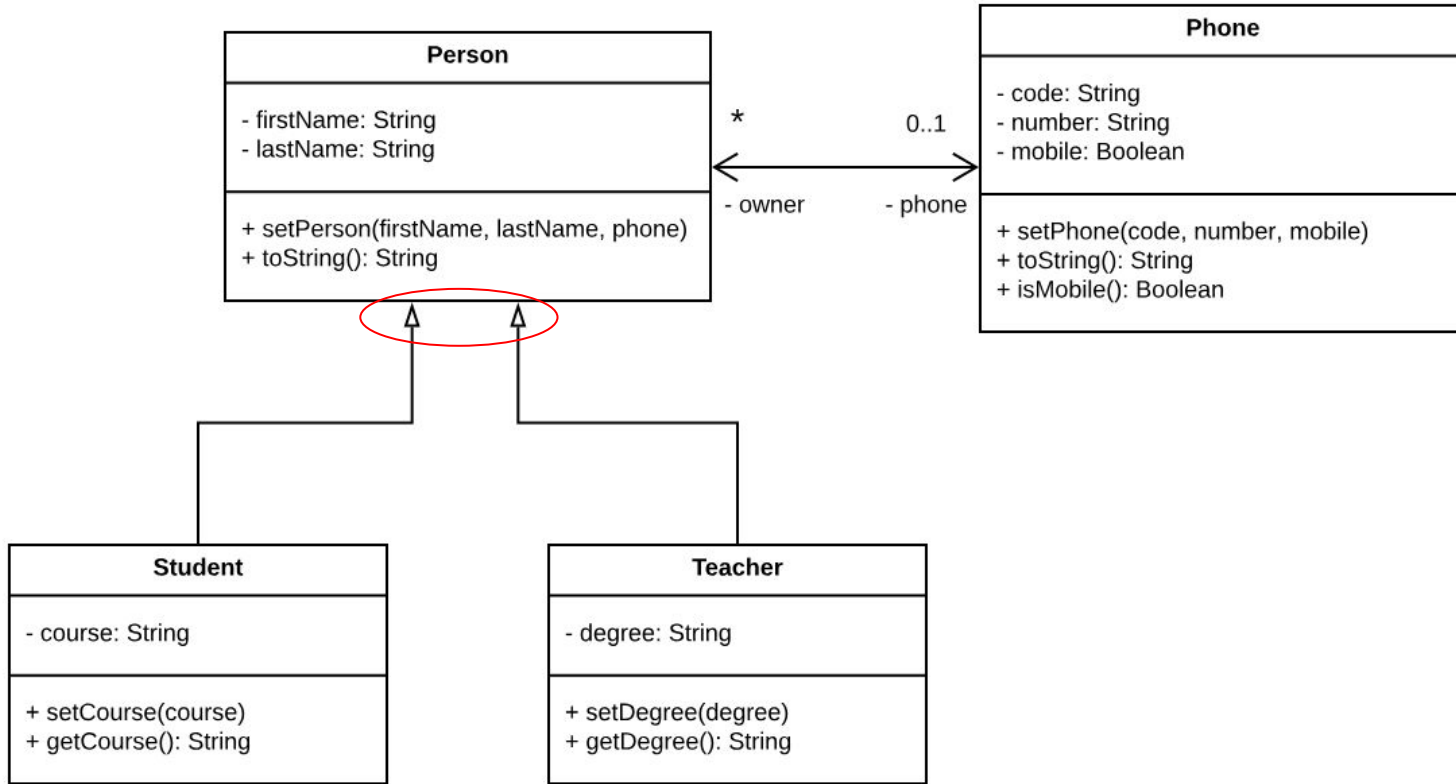 Person
- firstName: String
- lastName: String
+ setPerson(firstName, lastName, phone)
+ toString(): String
*
0..1
- owner
- phone
Phone
- code: String
- number: String
- mobile: Boolean
+ setPhone(code, number, mobile)
+ toString(): String
+ isMobile(): Boolean
Student
- course: String
+ setCourse(course)
+ getCourse(): String
Teacher
- degree: String
+ setDegree(degree)
+ getDegree(): String